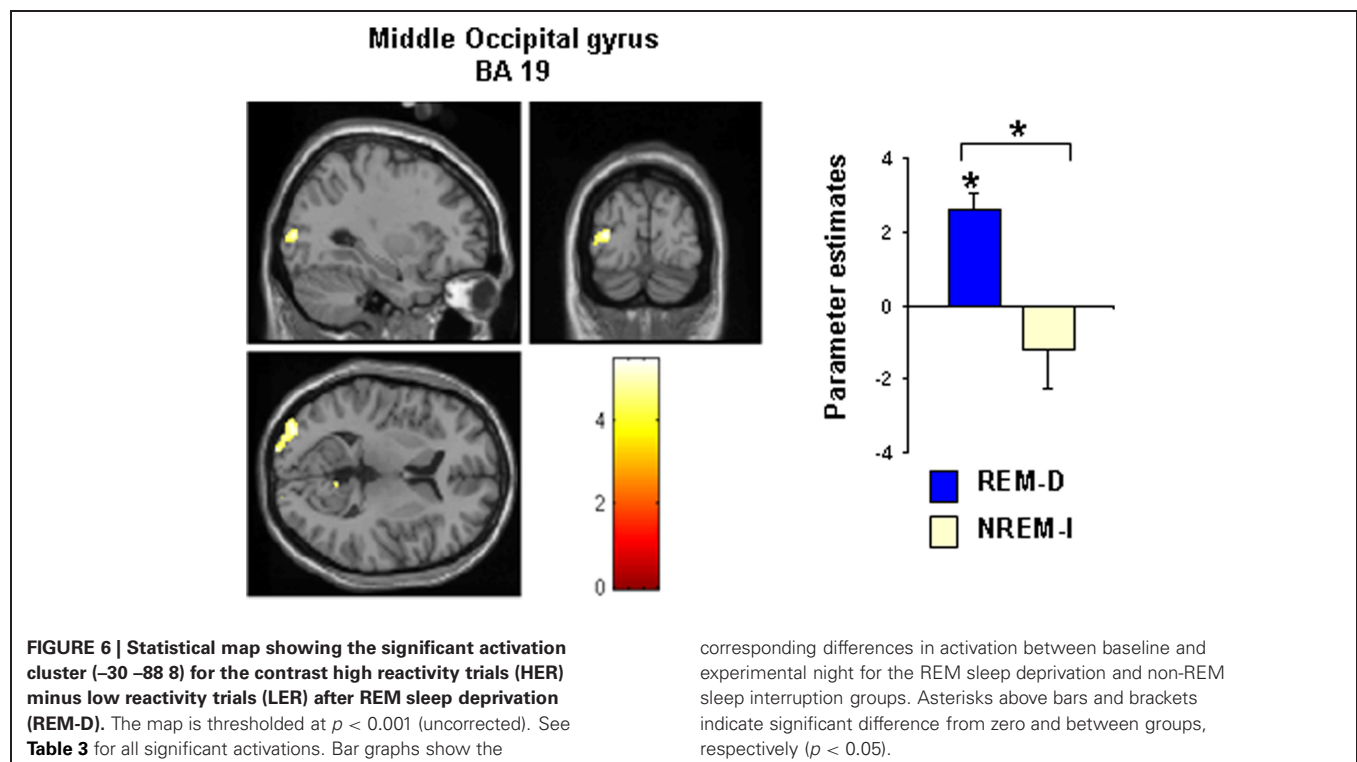 Middle Occipital gyrus
BA 19
4
2
0
Parameter estimates
*
*
4
2
0
-2
-4
REM-D
NREM-I
FIGURE 6 | Statistical map showing the significant activation
cluster (–30 –88 8) for the contrast high reactivity trials (HER)
minus low reactivity trials (LER) after REM sleep deprivation
(REM-D). The map is thresholded at p < 0.001 (uncorrected). See
Table 3 for all significant activations. Bar graphs show the
corresponding differences in activation between baseline and
experimental night for the REM sleep deprivation and non-REM
sleep interruption groups. Asterisks above bars and brackets
indicate significant difference from zero and between groups,
respectively (p < 0.05).